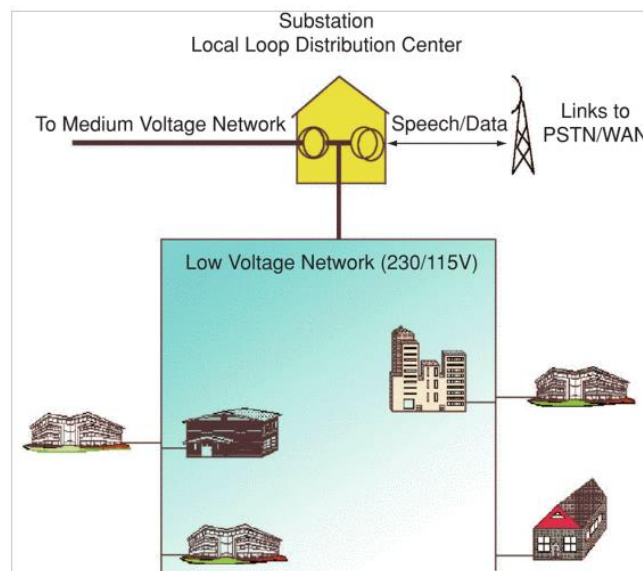 Substation
Local Loop Distribution Center
To Medium Voltage Network
Speech/Data
Links to
PSTN/WAN
Low Voltage Network (230/115V)